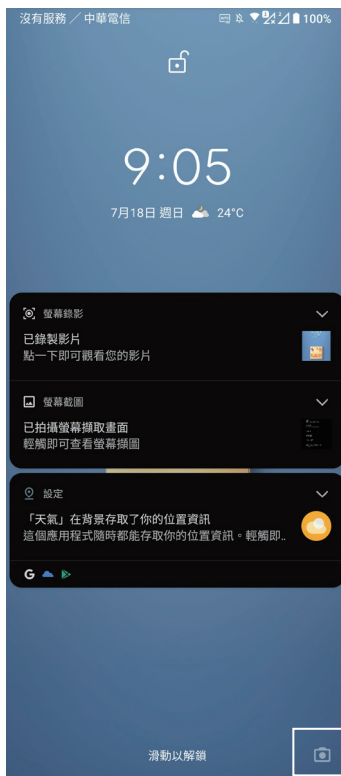 沒有服務／中華電信 100%
9:05
7月18日 週日 24°C
螢幕錄影
已錄製影片
點一下即可觀看您的影片
螢幕截圖
已拍攝螢幕擷取畫面
輕觸即可查看螢幕擷圖
設定
「天氣」在背景存取了你的位置資訊
這個應用程式隨時都能存取你的位置資訊。輕觸即..
G
滑動以解鎖